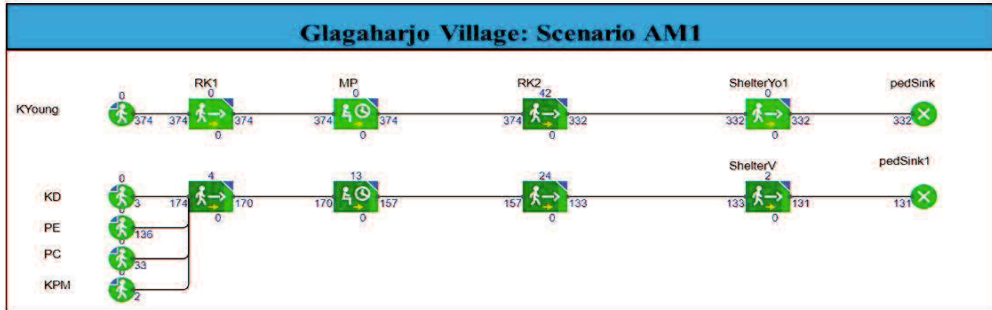 Glagaharjo Village: Scenario AM1
RK1 MP RK2 ShelterYo1 pedSink
0 0 0 42 0
KYoung 374 374 374 374 374 374 332 332 332 332
0 0 0 0
ShelterV pedSink1
0 4 13 24 2
KD 3 174 170 170 157 157 133 133 131 131
0 0 0 0 0
PE 136
0
PC 33
0
KPM 2